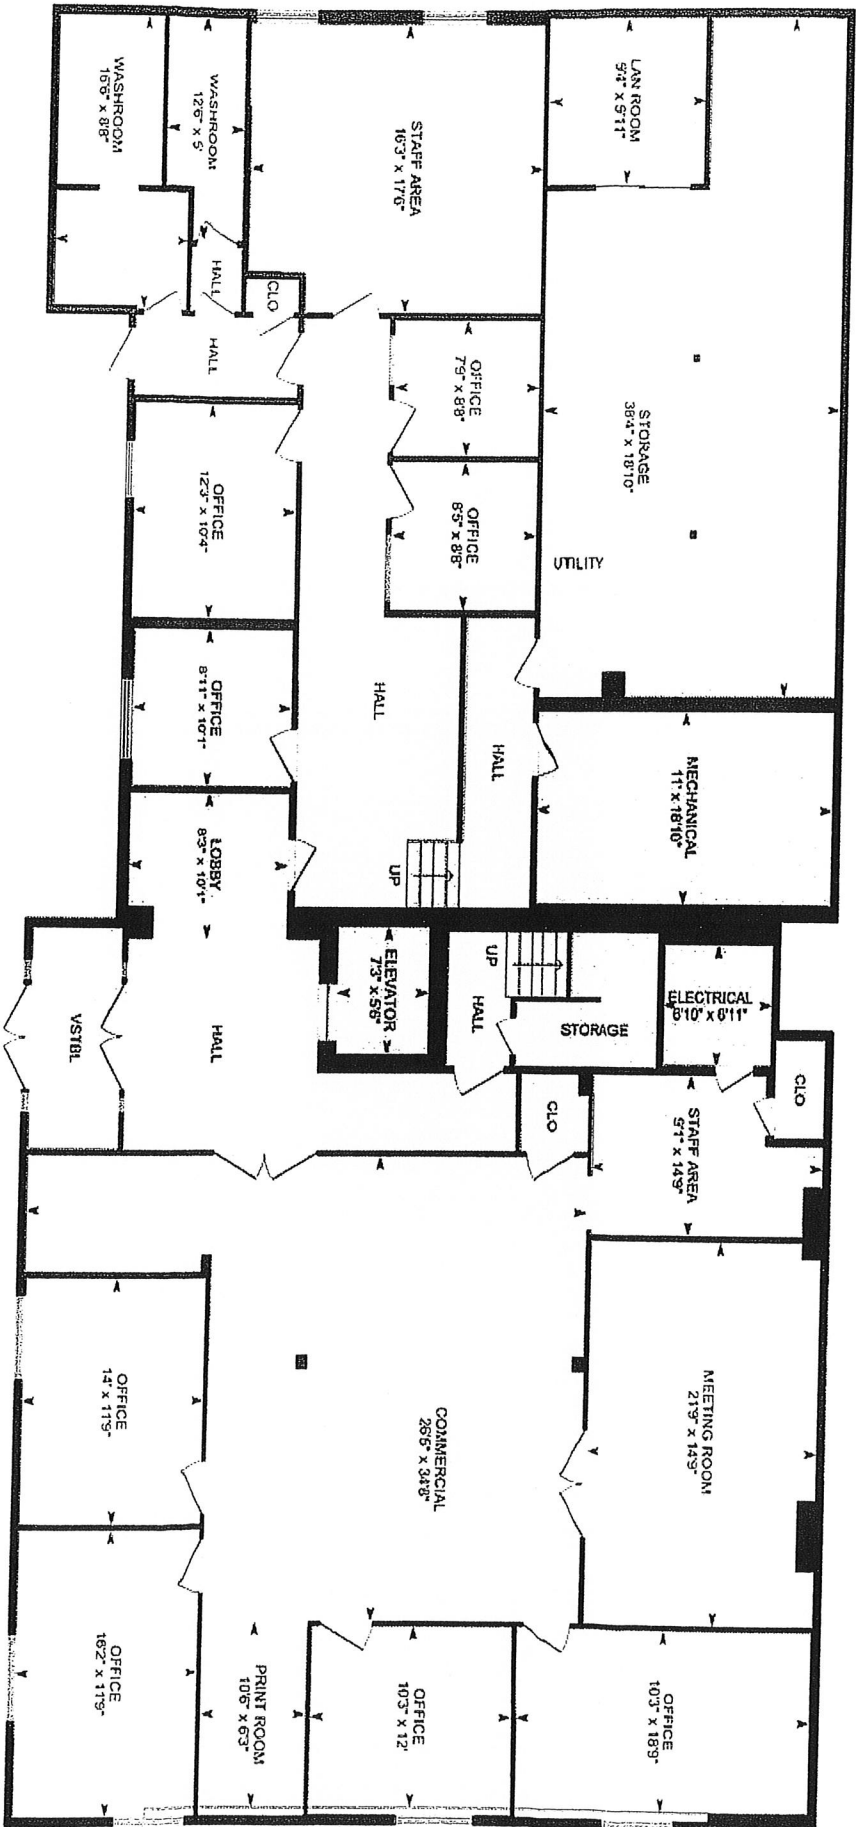 WASHROOM
16'6" x 8'8"
WASHROOM
12'6" x 5'
STAFF AREA
16'3" x 17'6"
LAN ROOM
9'4" x 9'11"
HALL
CLO
HALL
OFFICE
7'9" x 8'8"
STORAGE
38'4" x 18'10"
OFFICE
12'3" x 10'4"
OFFICE
8'5" x 8'8"
UTILITY
OFFICE
8'11" x 10'1"
HALL
HALL
MECHANICAL
11' x 18'10"
LOBBY
8'3" x 10'1"
UP
VSTBL
HALL
ELEVATOR
7'3" x 5'6"
UP
HALL
STORAGE
ELECTRICAL
6'10" x 6'11"
CLO
CLO
STAFF AREA
9'1" x 14'9"
OFFICE
14' x 11'9"
COMMERCIAL
26'5" x 34'8"
MEETING ROOM
21'9" x 14'9"
OFFICE
16'2" x 11'9"
PRINT ROOM
10'6" x 6'3"
OFFICE
10'3" x 12'
OFFICE
10'3" x 18'9"